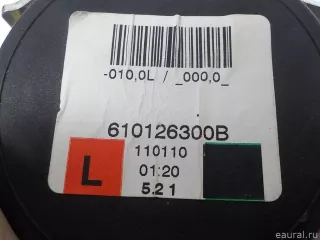 -010,0L / _000,0_
610126300B
L
110110
01:20
5.2 1
eaural.ru